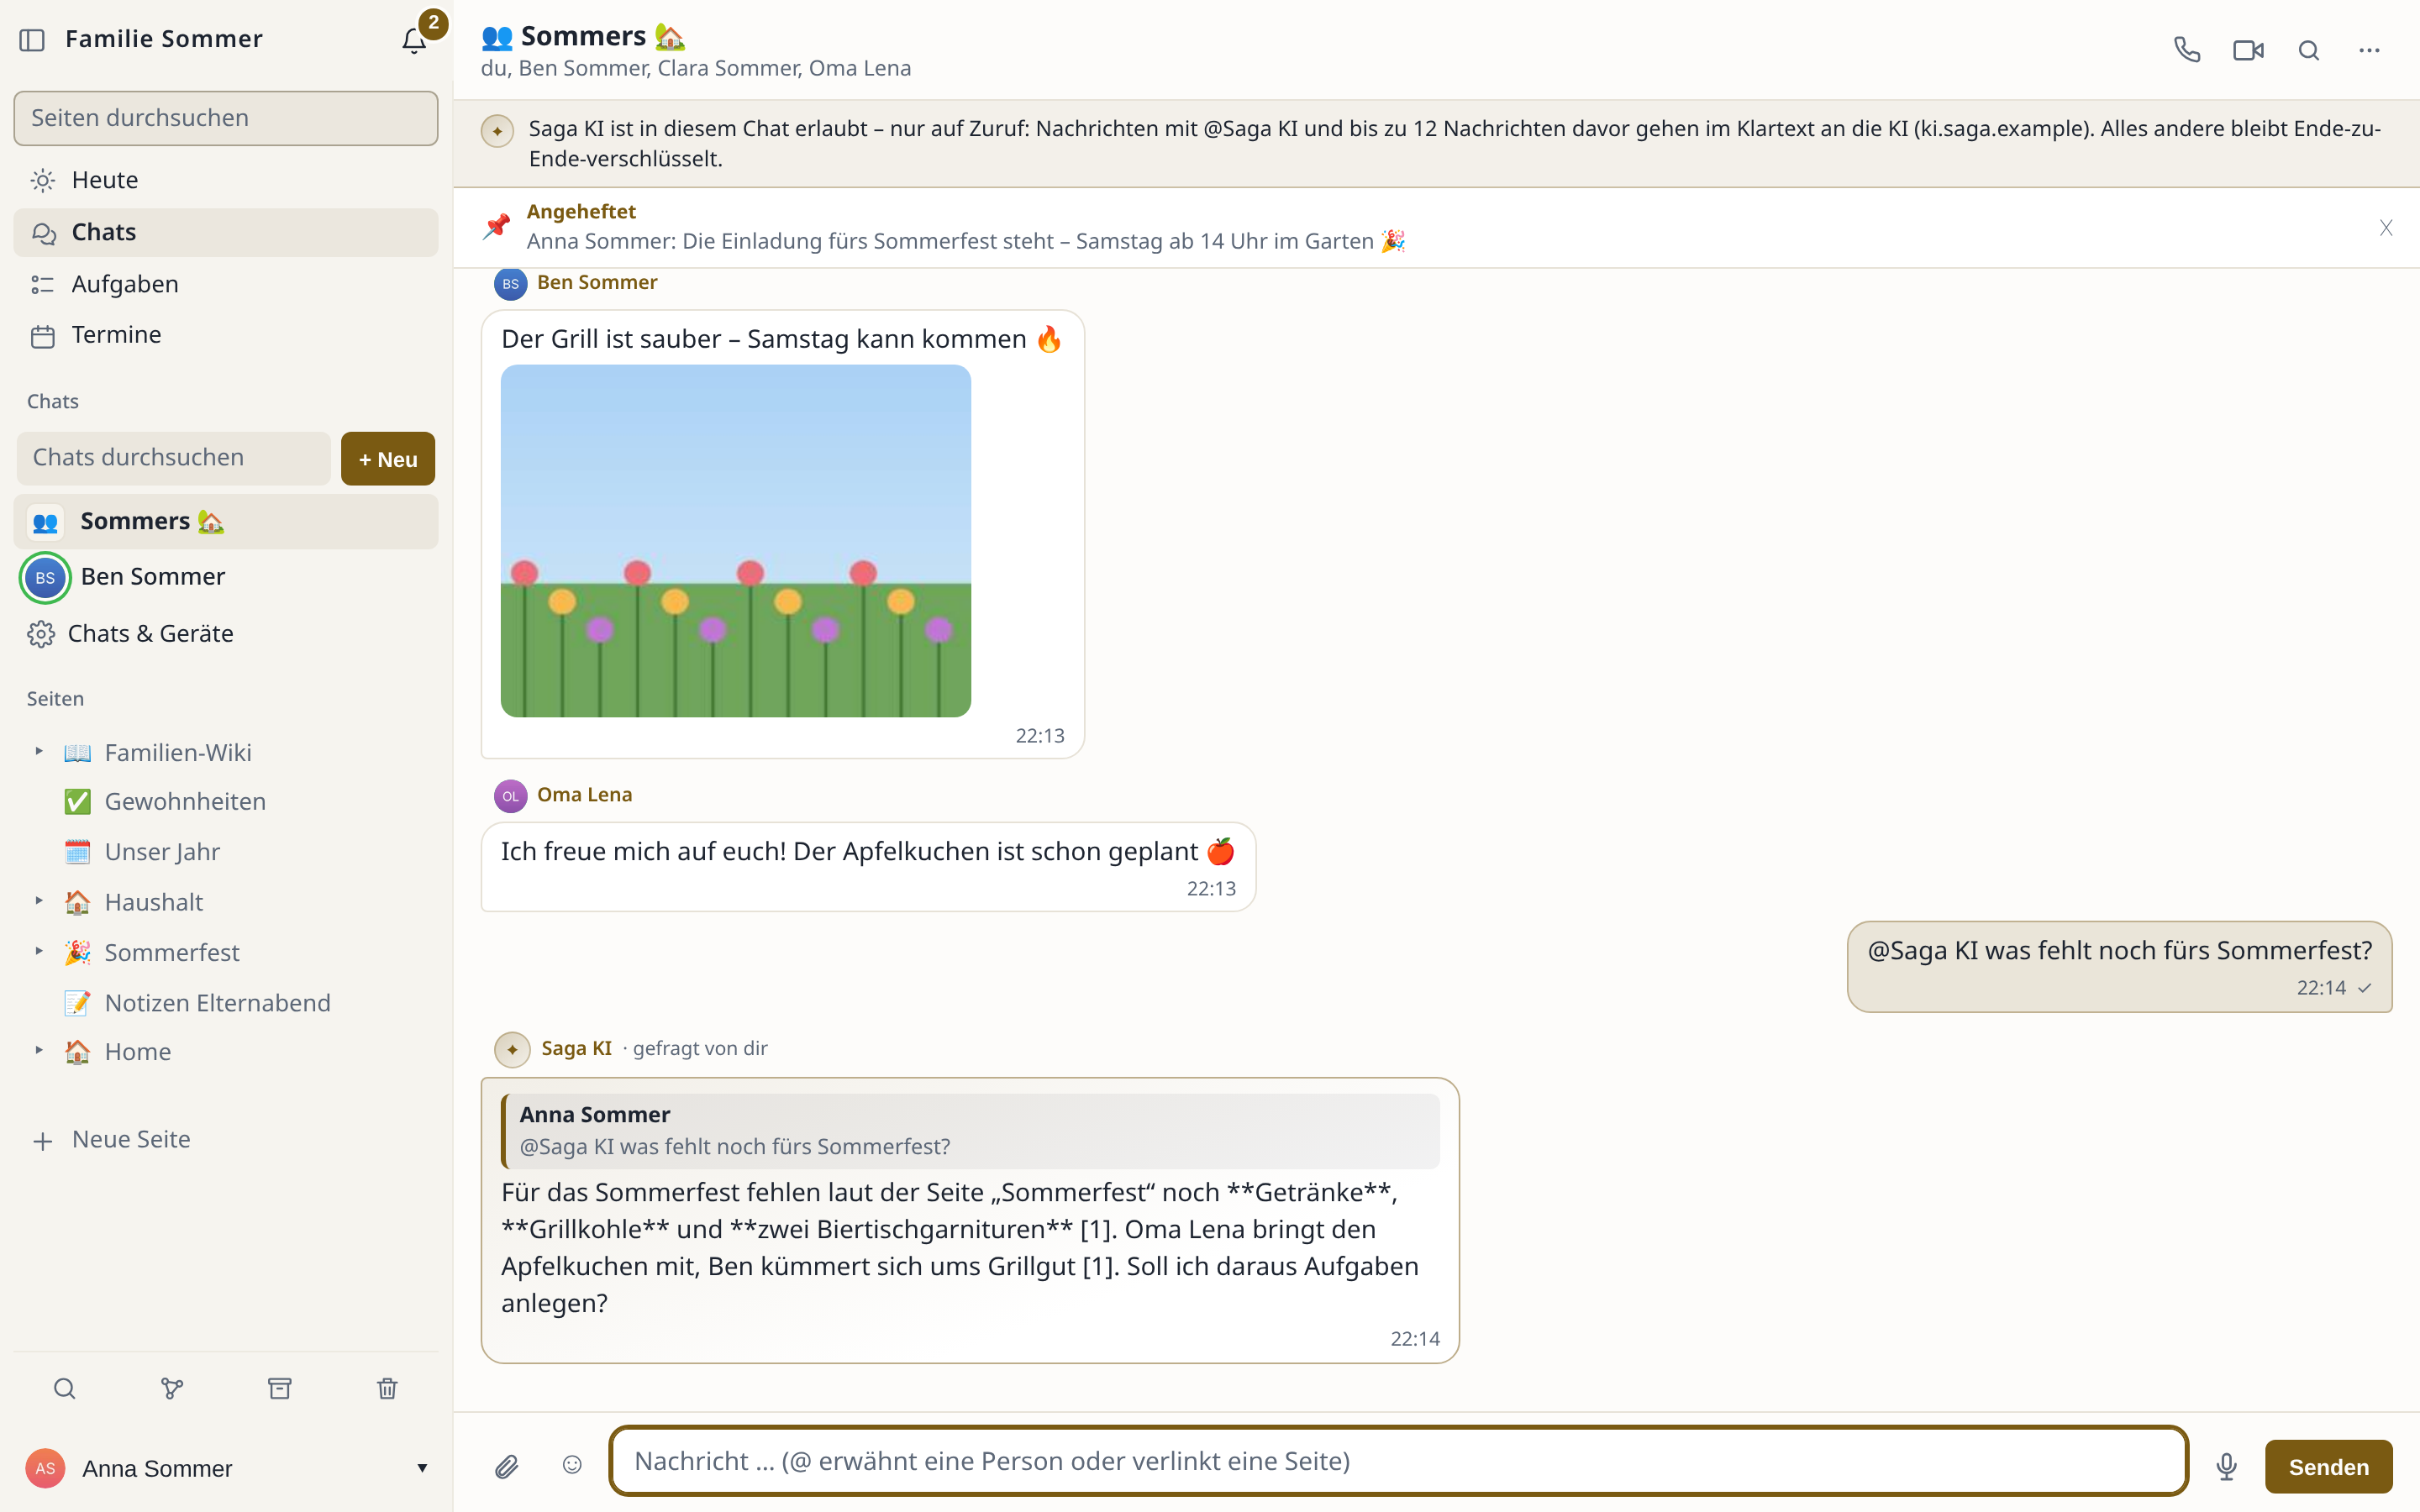 Familie Sommer
2
Seiten durchsuchen
Heute
Chats
Aufgaben
Termine
Chats
Chats durchsuchen
+ Neu
Sommers
BS Ben Sommer
Chats & Geräte
Seiten
Familien-Wiki
Gewohnheiten
Unser Jahr
Haushalt
Sommerfest
Notizen Elternabend
Home
Neue Seite
AS Anna Sommer
Sommers
du, Ben Sommer, Clara Sommer, Oma Lena
Saga KI ist in diesem Chat erlaubt – nur auf Zuruf: Nachrichten mit @Saga KI und bis zu 12 Nachrichten davor gehen im Klartext an die KI (ki.saga.example). Alles andere bleibt Ende-zu-
Ende-verschlüsselt.
Angeheftet
Anna Sommer: Die Einladung fürs Sommerfest steht – Samstag ab 14 Uhr im Garten 🎉
X
BS Ben Sommer
Der Grill ist sauber – Samstag kann kommen 🔥
22:13
OL Oma Lena
Ich freue mich auf euch! Der Apfelkuchen ist schon geplant 🍎
22:13
@Saga KI was fehlt noch fürs Sommerfest?
22:14 ✓
Saga KI · gefragt von dir
Anna Sommer
@Saga KI was fehlt noch fürs Sommerfest?
Für das Sommerfest fehlen laut der Seite „Sommerfest“ noch **Getränke**,
**Grillkohle** und **zwei Biertischgarnituren** [1]. Oma Lena bringt den
Apfelkuchen mit, Ben kümmert sich ums Grillgut [1]. Soll ich daraus Aufgaben
anlegen?
22:14
Nachricht … (@ erwähnt eine Person oder verlinkt eine Seite)
Senden